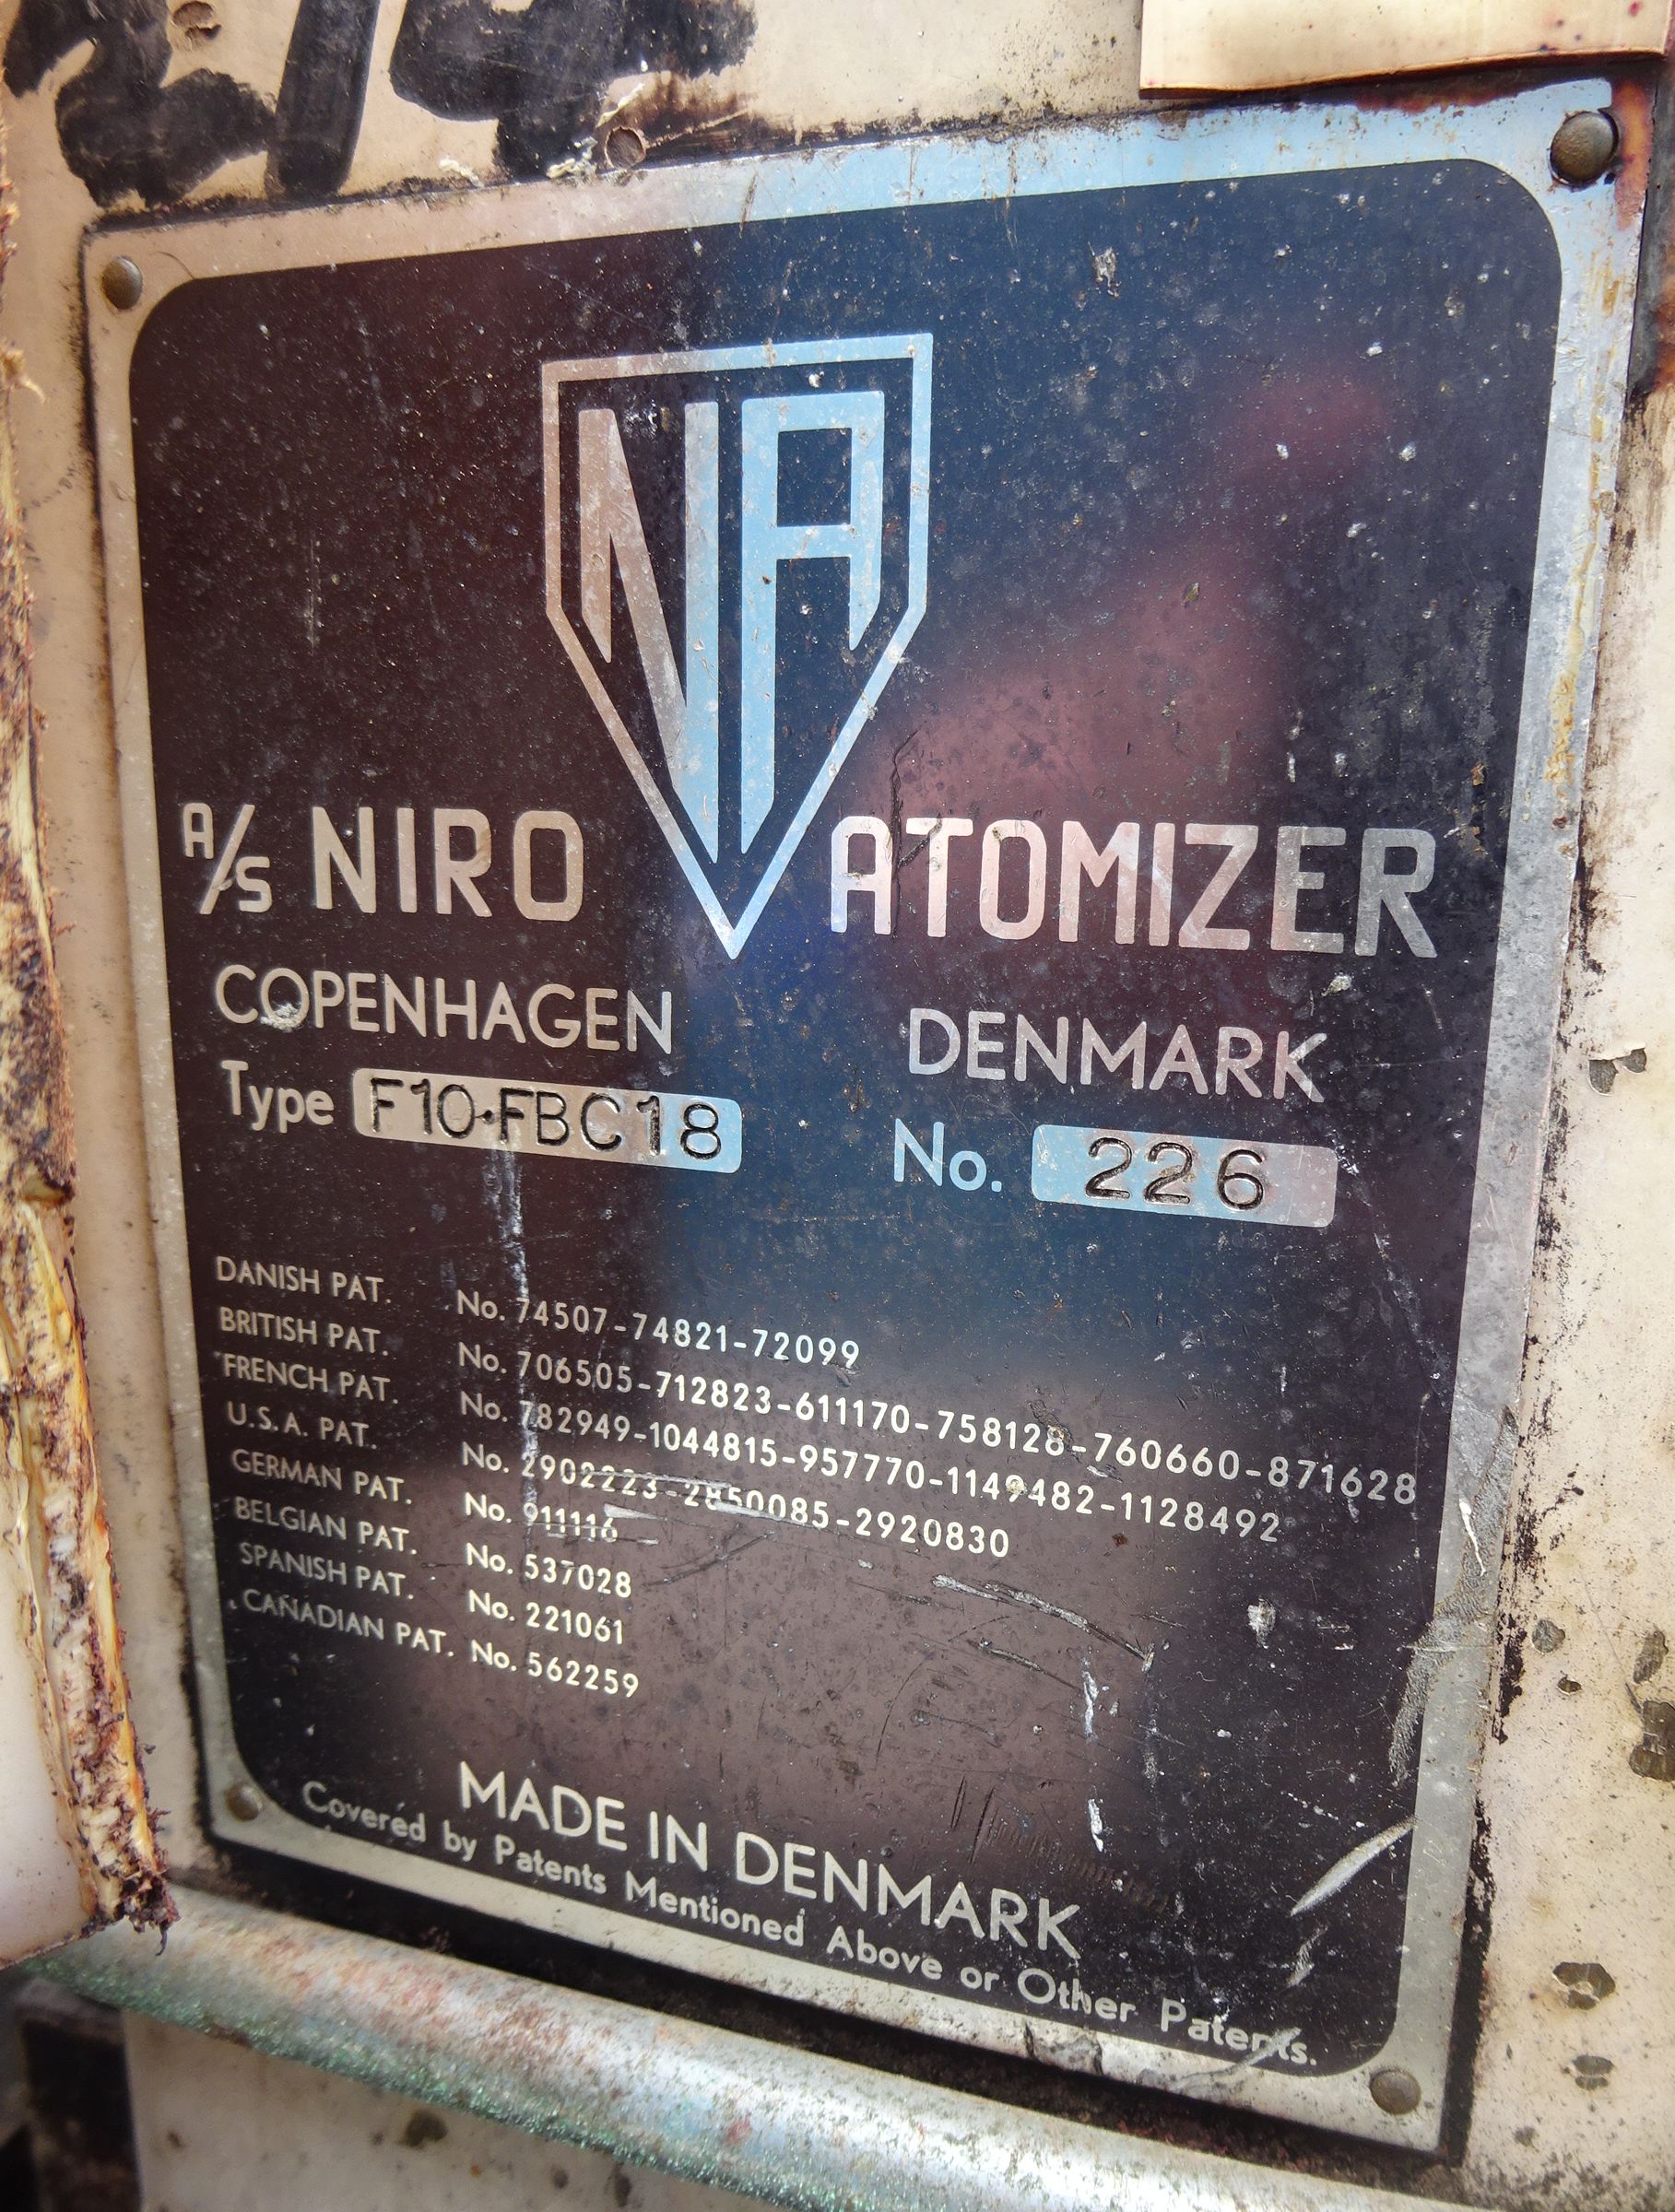 NA
A/S NIRO ATOMIZER
COPENHAGEN DENMARK
Type F10·FBC18 No. 226
DANISH PAT. No. 74507-74821-72099
BRITISH PAT. No. 706505-712823-611170-758128-760660-871628
FRENCH PAT. No. 782949-1044815-957770-1149482-1128492
U.S.A. PAT. No. 2902223-2850085-2920830
GERMAN PAT. No. 911116
BELGIAN PAT. No. 537028
SPANISH PAT. No. 221061
CANADIAN PAT. No. 562259
MADE IN DENMARK
Covered by Patents Mentioned Above or Other Patents.